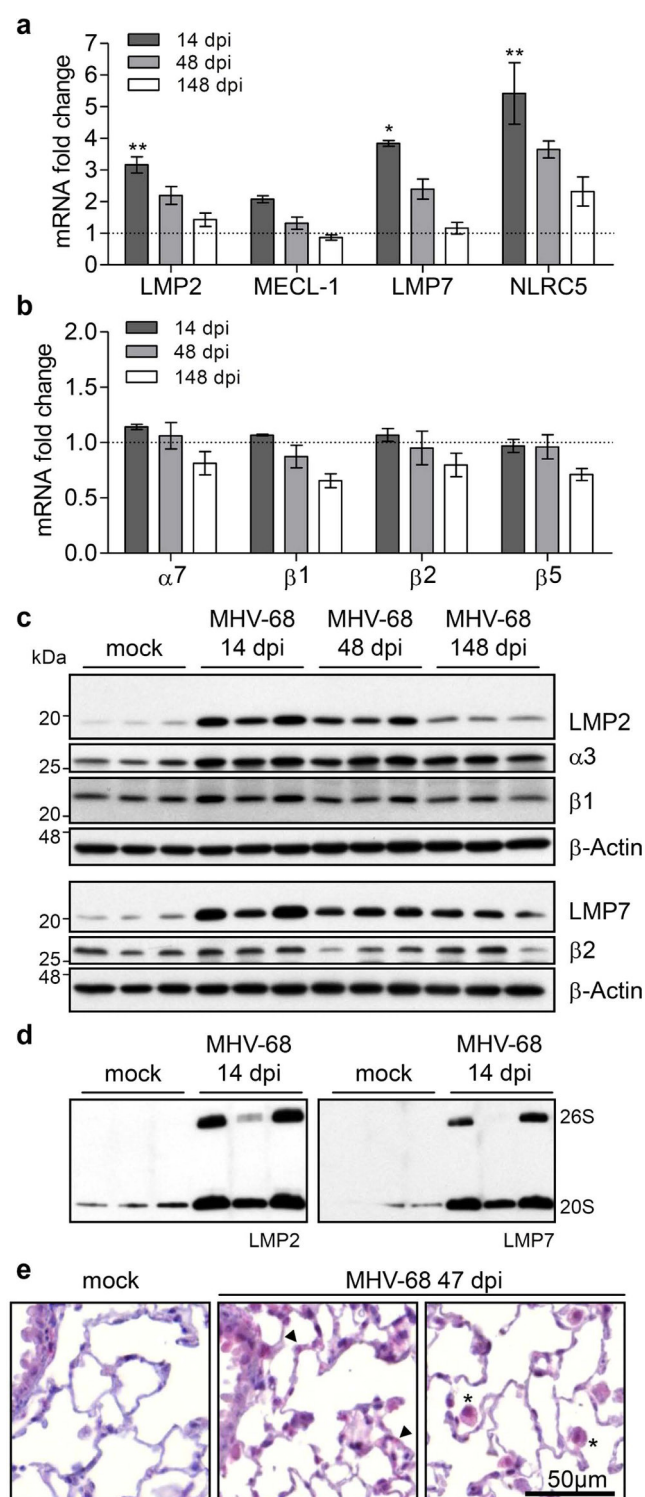 a
mRNA fold change
7
6
5
4
3
2
1
0
14 dpi
48 dpi
148 dpi
**
*
**
LMP2 MECL-1 LMP7 NLRC5
b
mRNA fold change
2.0
1.5
1.0
0.5
0.0
14 dpi
48 dpi
148 dpi
α7 β1 β2 β5
c
MHV-68 MHV-68 MHV-68
kDa mock 14 dpi 48 dpi 148 dpi
20 LMP2
25 α3
20 β1
48 β-Actin
20 LMP7
25 β2
48 β-Actin
d
MHV-68 MHV-68
mock 14 dpi mock 14 dpi
26S
20S
LMP2 LMP7
e
mock MHV-68 47 dpi
* *
50µm